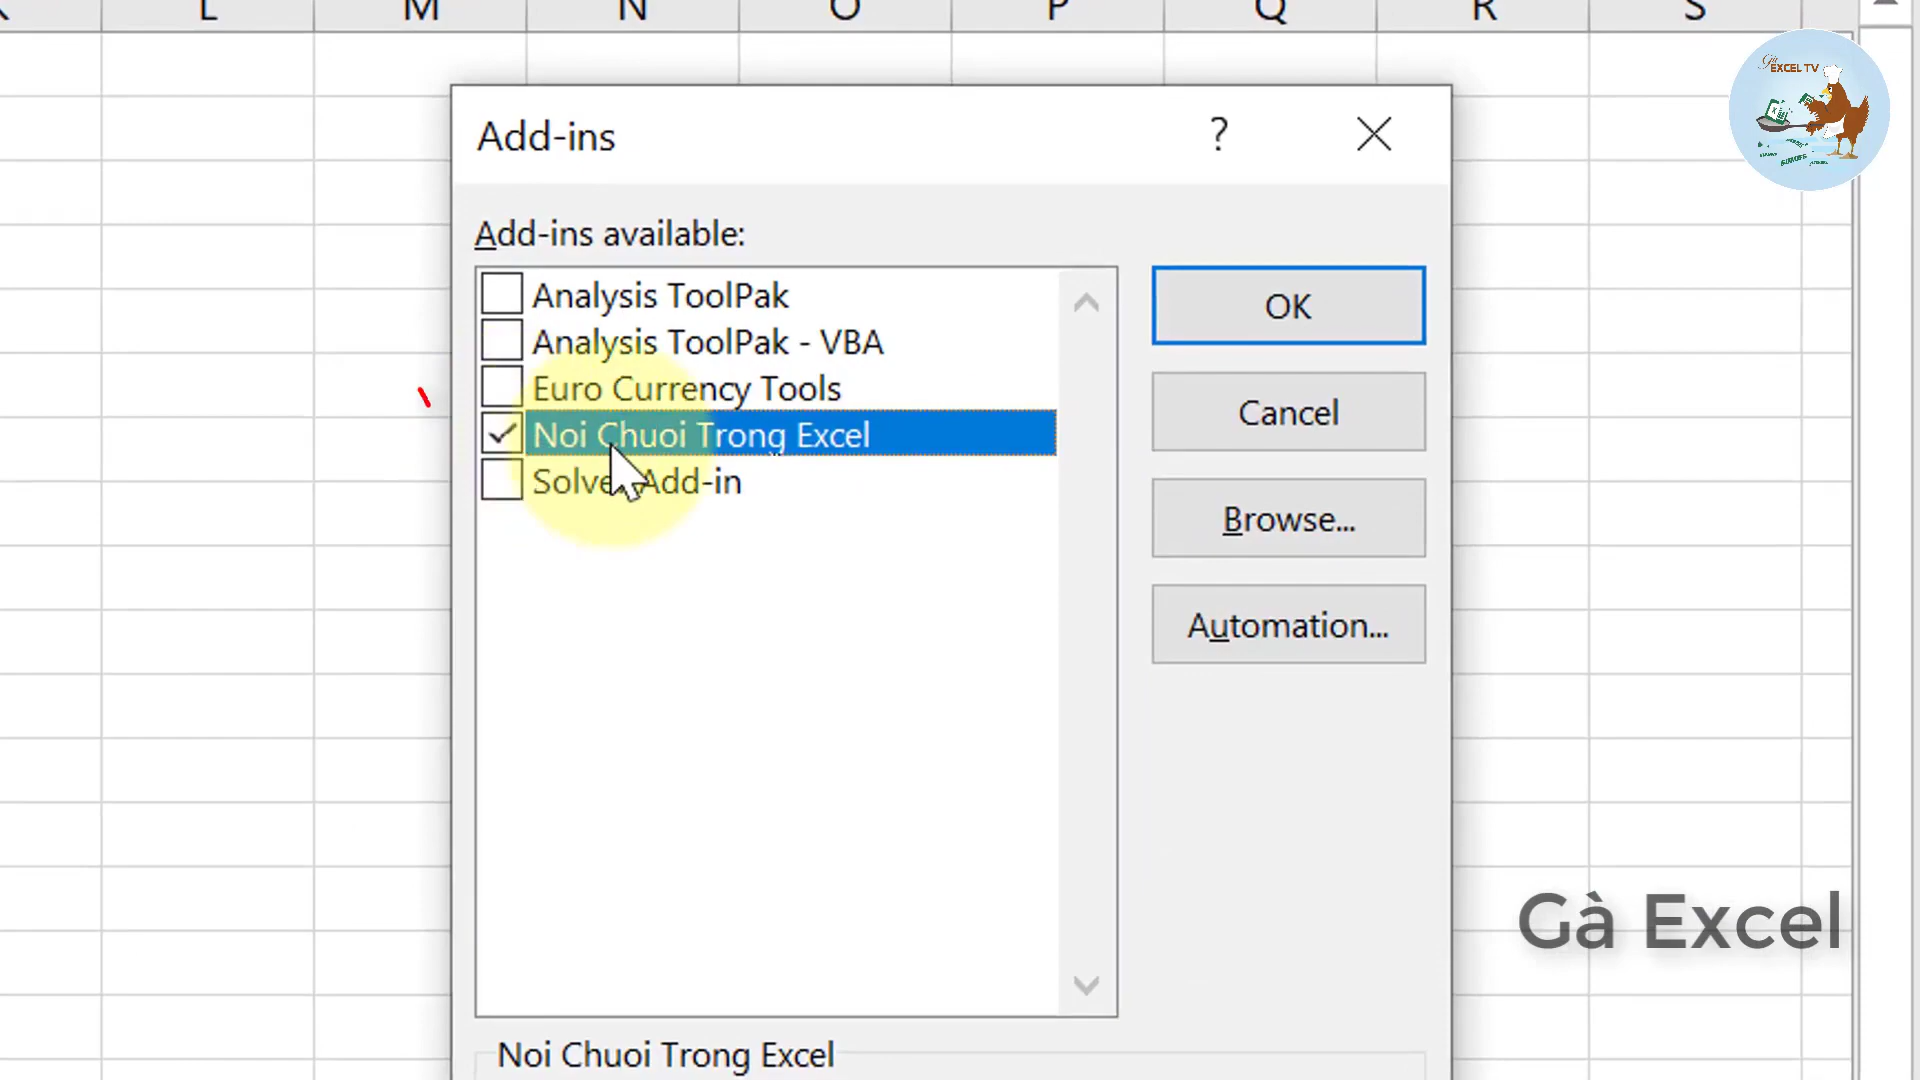 L M N O P Q R S
Gà
EXCEL TV
Add-ins
?
Add-ins available:
Analysis ToolPak
Analysis ToolPak - VBA
Euro Currency Tools
Noi Chuoi Trong Excel
Add-in
OK
Cancel
Browse...
Automation...
Gà Excel
Noi Chuoi Trong Excel